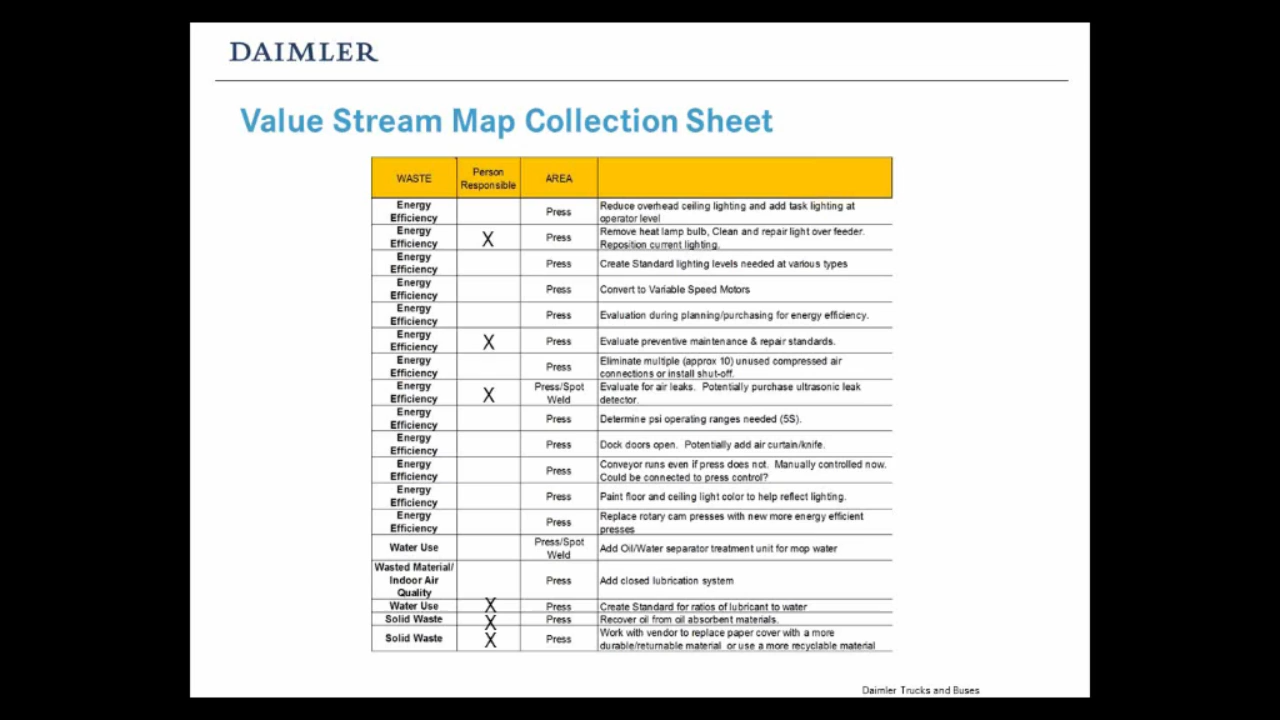 DAIMLER
Value Stream Map Collection Sheet
WASTE Person Responsible AREA
Energy Efficiency Press Reduce overhead ceiling lighting and add task lighting at operator level
Energy Efficiency X Press Remove heat lamp bulb, Clean and repair light over feeder. Reposition current lighting.
Energy Efficiency Press Create Standard lighting levels needed at various types
Energy Efficiency Press Convert to Variable Speed Motors
Energy Efficiency Press Evaluation during planning/purchasing for energy efficiency.
Energy Efficiency X Press Evaluate preventive maintenance & repair standards.
Energy Efficiency Press Eliminate multiple (approx 10) unused compressed air connections or install shut-off.
Energy Efficiency X Press/Spot Weld Evaluate for air leaks. Potentially purchase ultrasonic leak detector.
Energy Efficiency Press Determine psi operating ranges needed (5S).
Energy Efficiency Press Dock doors open. Potentially add air curtain/knife.
Energy Efficiency Press Conveyor runs even if press does not. Manually controlled now. Could be connected to press control?
Energy Efficiency Press Paint floor and ceiling light color to help reflect lighting.
Energy Efficiency Press Replace rotary cam presses with new more energy efficient presses
Water Use Press/Spot Weld Add Oil/Water separator treatment unit for mop water
Wasted Material/ Indoor Air Quality Press Add closed lubrication system
Water Use X Press Create Standard for ratios of lubricant to water
Solid Waste X Press Recover oil from oil absorbent materials.
Solid Waste X Press Work with vendor to replace paper cover with a more durable/returnable material or use a more recyclable material
Daimler Trucks and Buses